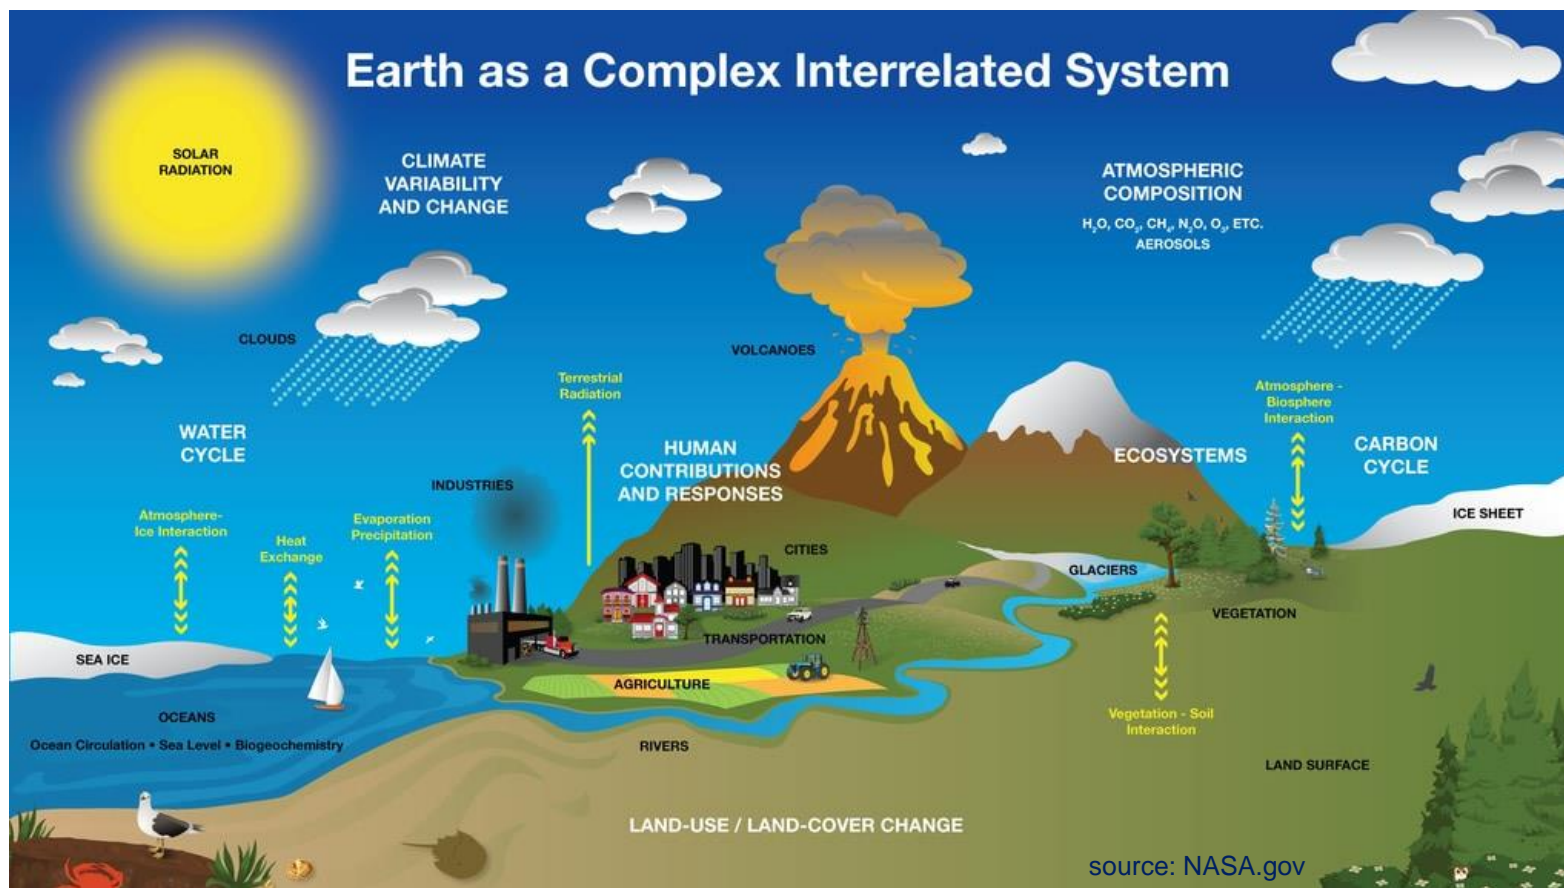 Earth as a Complex Interrelated System
SOLAR
RADIATION
CLIMATE
VARIABILITY
AND CHANGE
ATMOSPHERIC
COMPOSITION
H₂O, CO₂, CH₄, N₂O, O₃, ETC.
AEROSOLS
CLOUDS
VOLCANOES
Terrestrial
Radiation
Atmosphere -
Biosphere
Interaction
WATER
CYCLE
HUMAN
CONTRIBUTIONS
AND RESPONSES
ECOSYSTEMS
CARBON
CYCLE
INDUSTRIES
Atmosphere-
Ice Interaction
Heat
Exchange
Evaporation
Precipitation
ICE SHEET
CITIES
GLACIERS
VEGETATION
TRANSPORTATION
SEA ICE
AGRICULTURE
OCEANS
Ocean Circulation • Sea Level • Biogeochemistry
RIVERS
Vegetation - Soil
Interaction
LAND SURFACE
LAND-USE / LAND-COVER CHANGE
source: NASA.gov